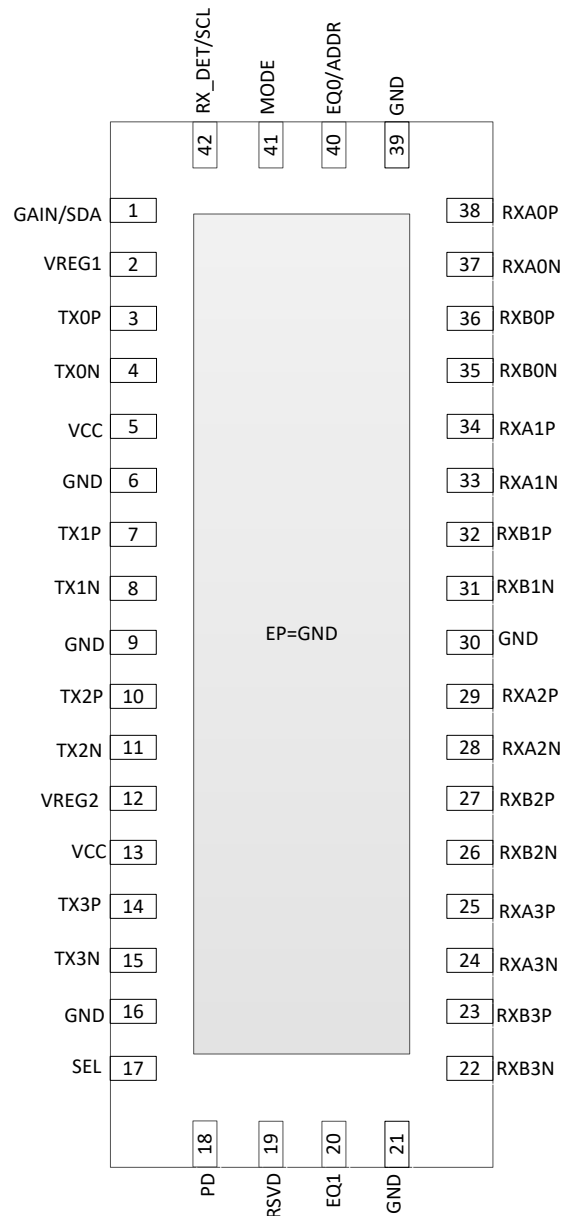 RX_DET/SCL
MODE
EQ0/ADDR
GND
42
41
40
39
GAIN/SDA 1
VREG1 2
TX0P 3
TX0N 4
VCC 5
GND 6
TX1P 7
TX1N 8
GND 9
TX2P 10
TX2N 11
VREG2 12
VCC 13
TX3P 14
TX3N 15
GND 16
SEL 17
EP=GND
38 RXA0P
37 RXA0N
36 RXB0P
35 RXB0N
34 RXA1P
33 RXA1N
32 RXB1P
31 RXB1N
30 GND
29 RXA2P
28 RXA2N
27 RXB2P
26 RXB2N
25 RXA3P
24 RXA3N
23 RXB3P
22 RXB3N
18
19
20
21
PD
RSVD
EQ1
GND